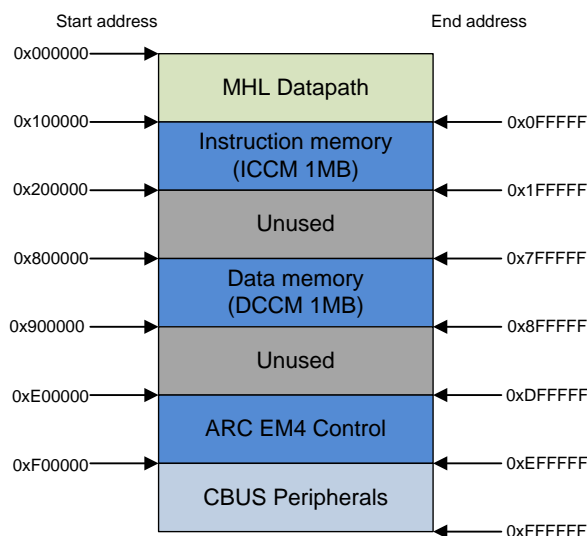 Start address
End address
0x000000
MHL Datapath
0x100000
0x0FFFFF
Instruction memory
(ICCM 1MB)
0x200000
0x1FFFFF
Unused
0x800000
0x7FFFFF
Data memory
(DCCM 1MB)
0x900000
0x8FFFFF
Unused
0xE00000
0xDFFFFF
ARC EM4 Control
0xF00000
0xEFFFFF
CBUS Peripherals
0xFFFFFF